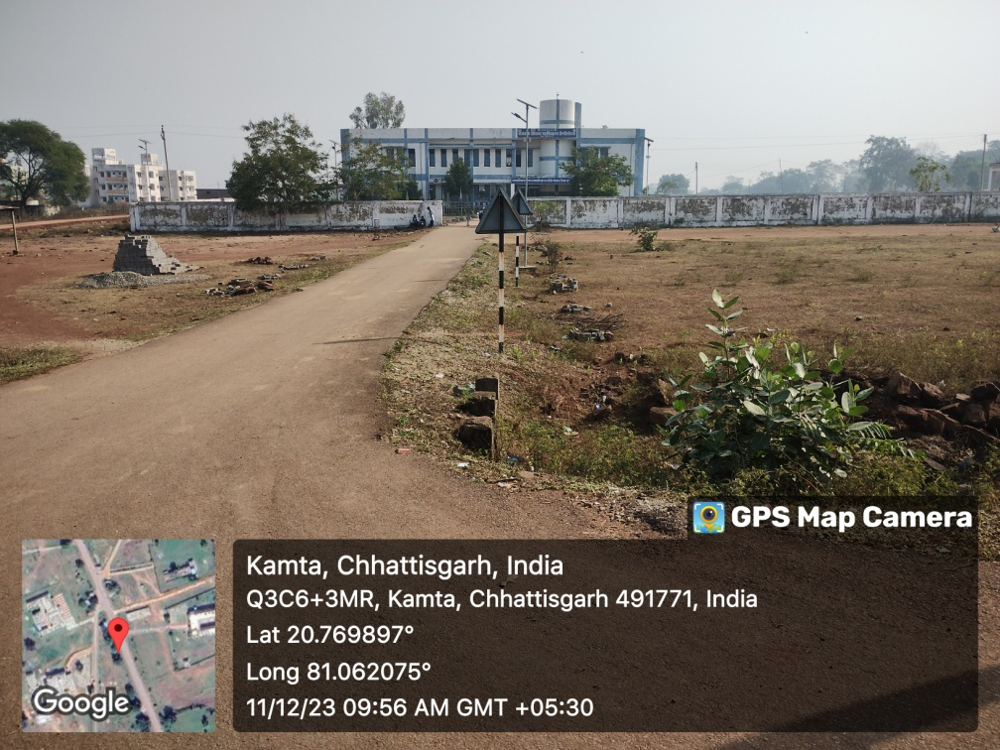 GPS Map Camera
Google
Kamta, Chhattisgarh, India
Q3C6+3MR, Kamta, Chhattisgarh 491771, India
Lat 20.769897°
Long 81.062075°
11/12/23 09:56 AM GMT +05:30